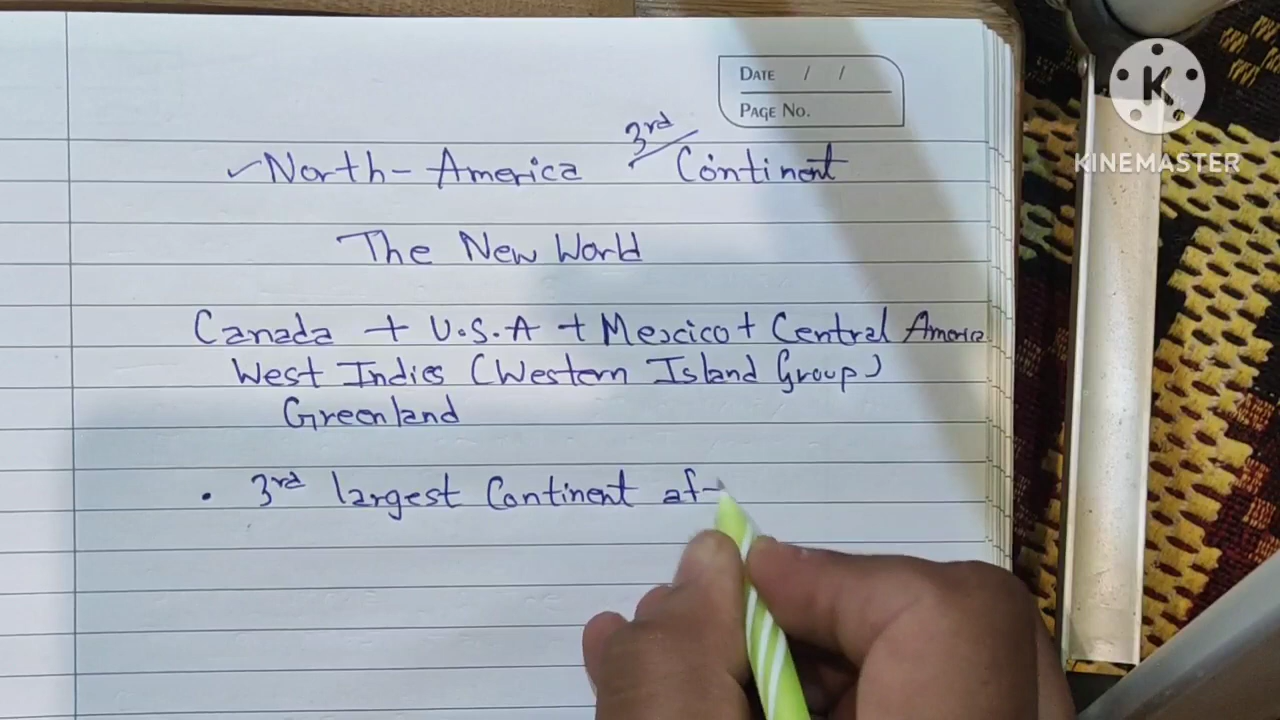 DATE / /
PAGE NO.
K
KINEMASTER
North-America 3rd Continent
The New World
Canada + U.S.A + Mexico + Central America
West Indies (Western Island Group)
Greenland
• 3rd largest Continent af